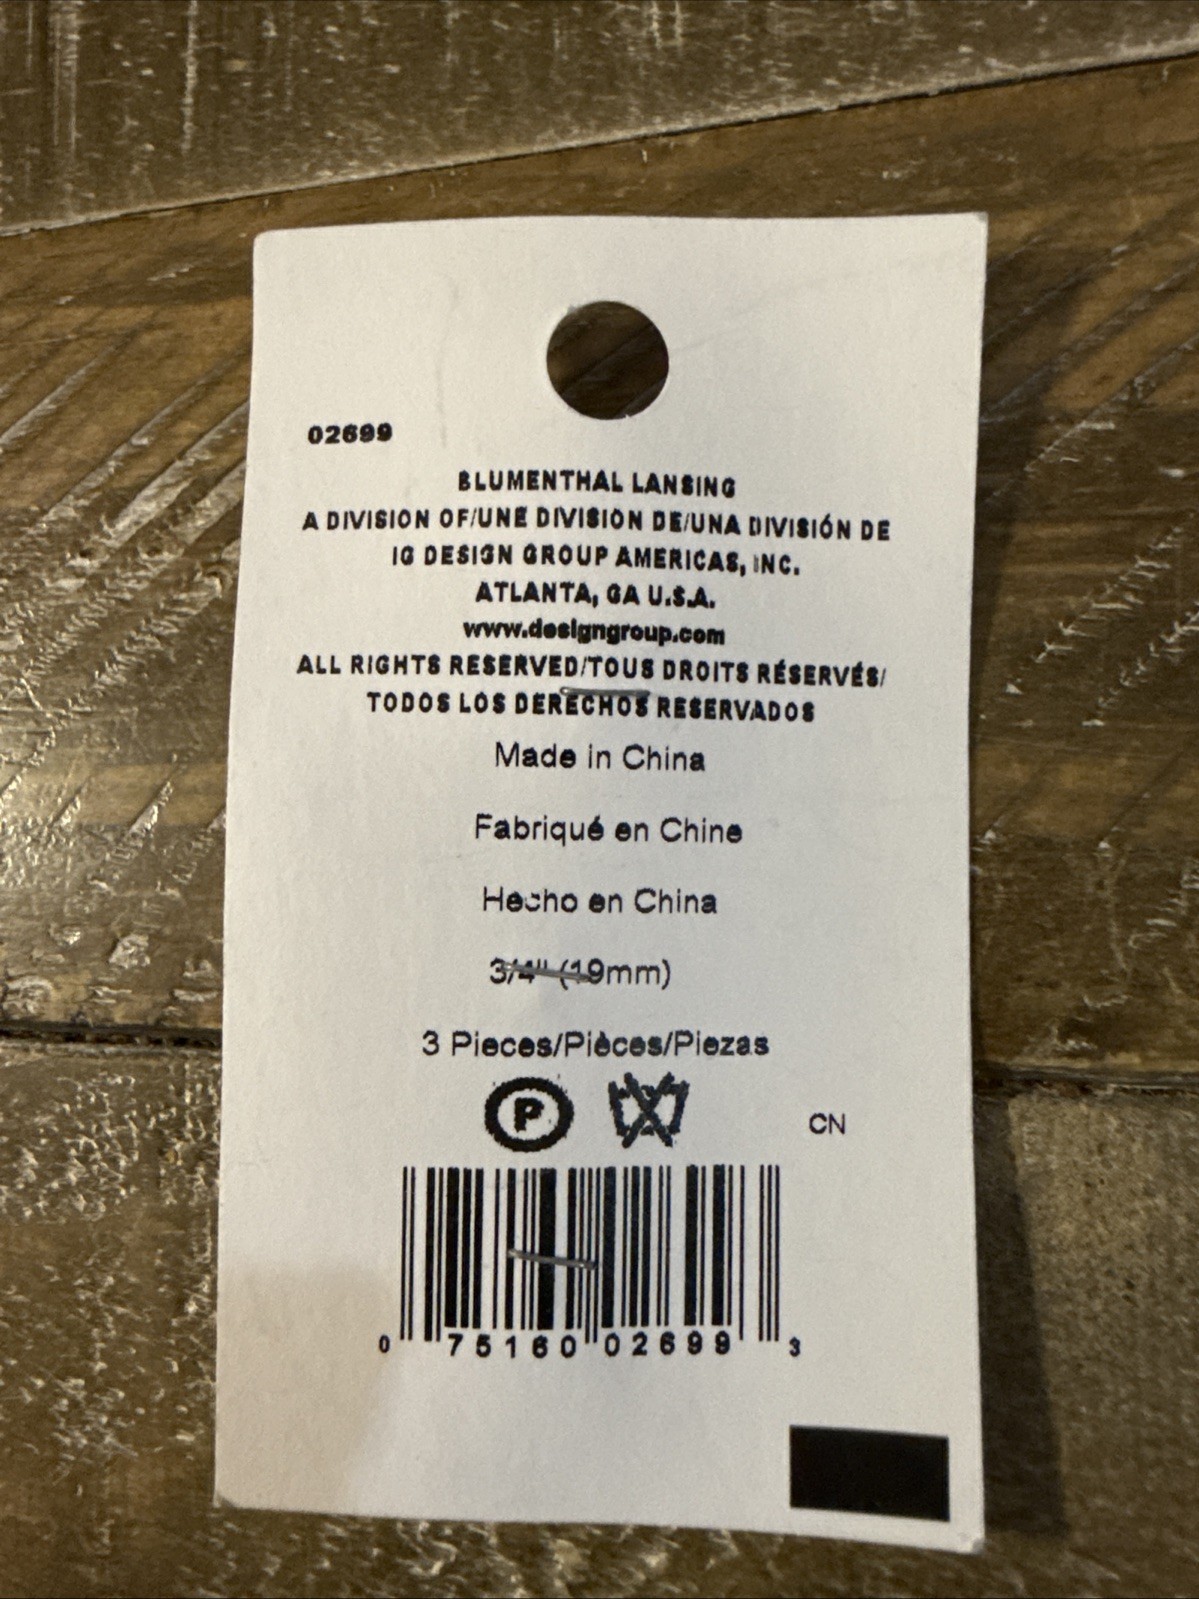 02699
BLUMENTHAL LANSING
A DIVISION OF/UNE DIVISION DE/UNA DIVISIÓN DE
IG DESIGN GROUP AMERICAS, INC.
ATLANTA, GA U.S.A.
www.designgroup.com
ALL RIGHTS RESERVED/TOUS DROITS RÉSERVÉS/
TODOS LOS DERECHOS RESERVADOS
Made in China
Fabriqué en Chine
Hecho en China
3/4" (19mm)
3 Pieces/Pièces/Piezas
P
CN
0 75160 02699 3